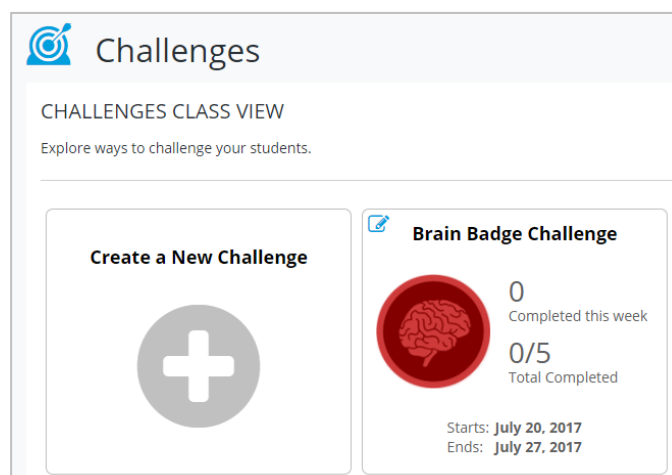 Challenges
CHALLENGES CLASS VIEW
Explore ways to challenge your students.
Create a New Challenge
Brain Badge Challenge
0
Completed this week
0/5
Total Completed
Starts: July 20, 2017
Ends: July 27, 2017